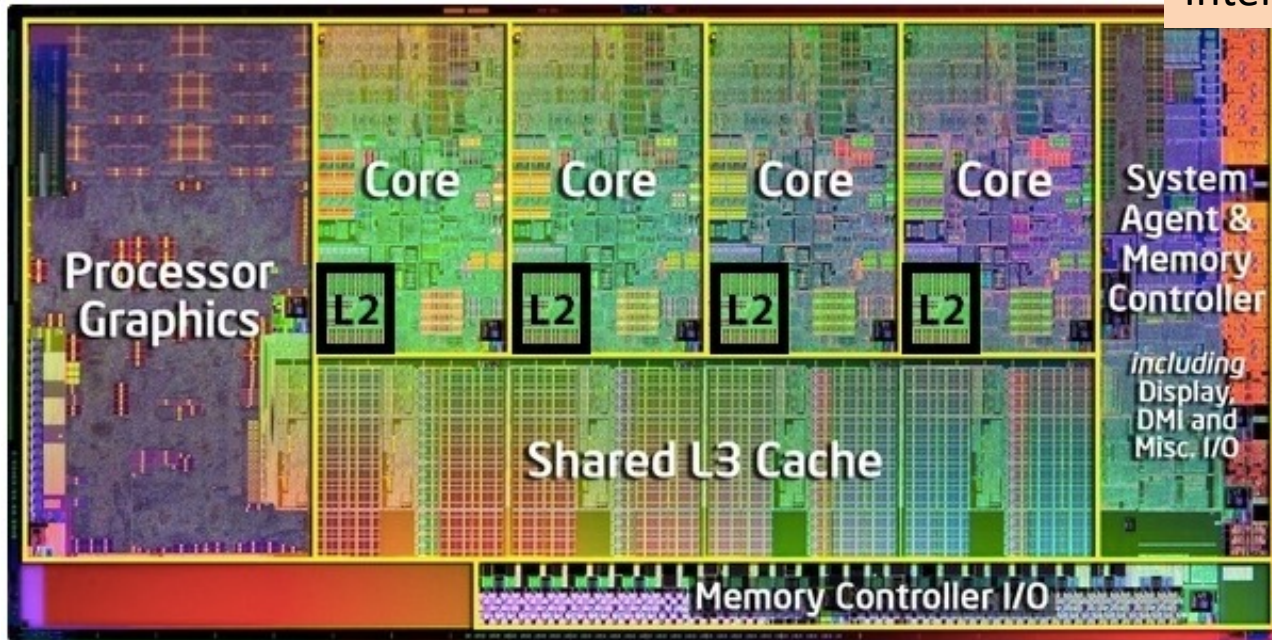 Processor
Graphics
Core
Core
Core
Core
L2
L2
L2
L2
Shared L3 Cache
System
Agent &
Memory
Controller
including
Display,
DMI and
Misc. I/O
Memory Controller I/O